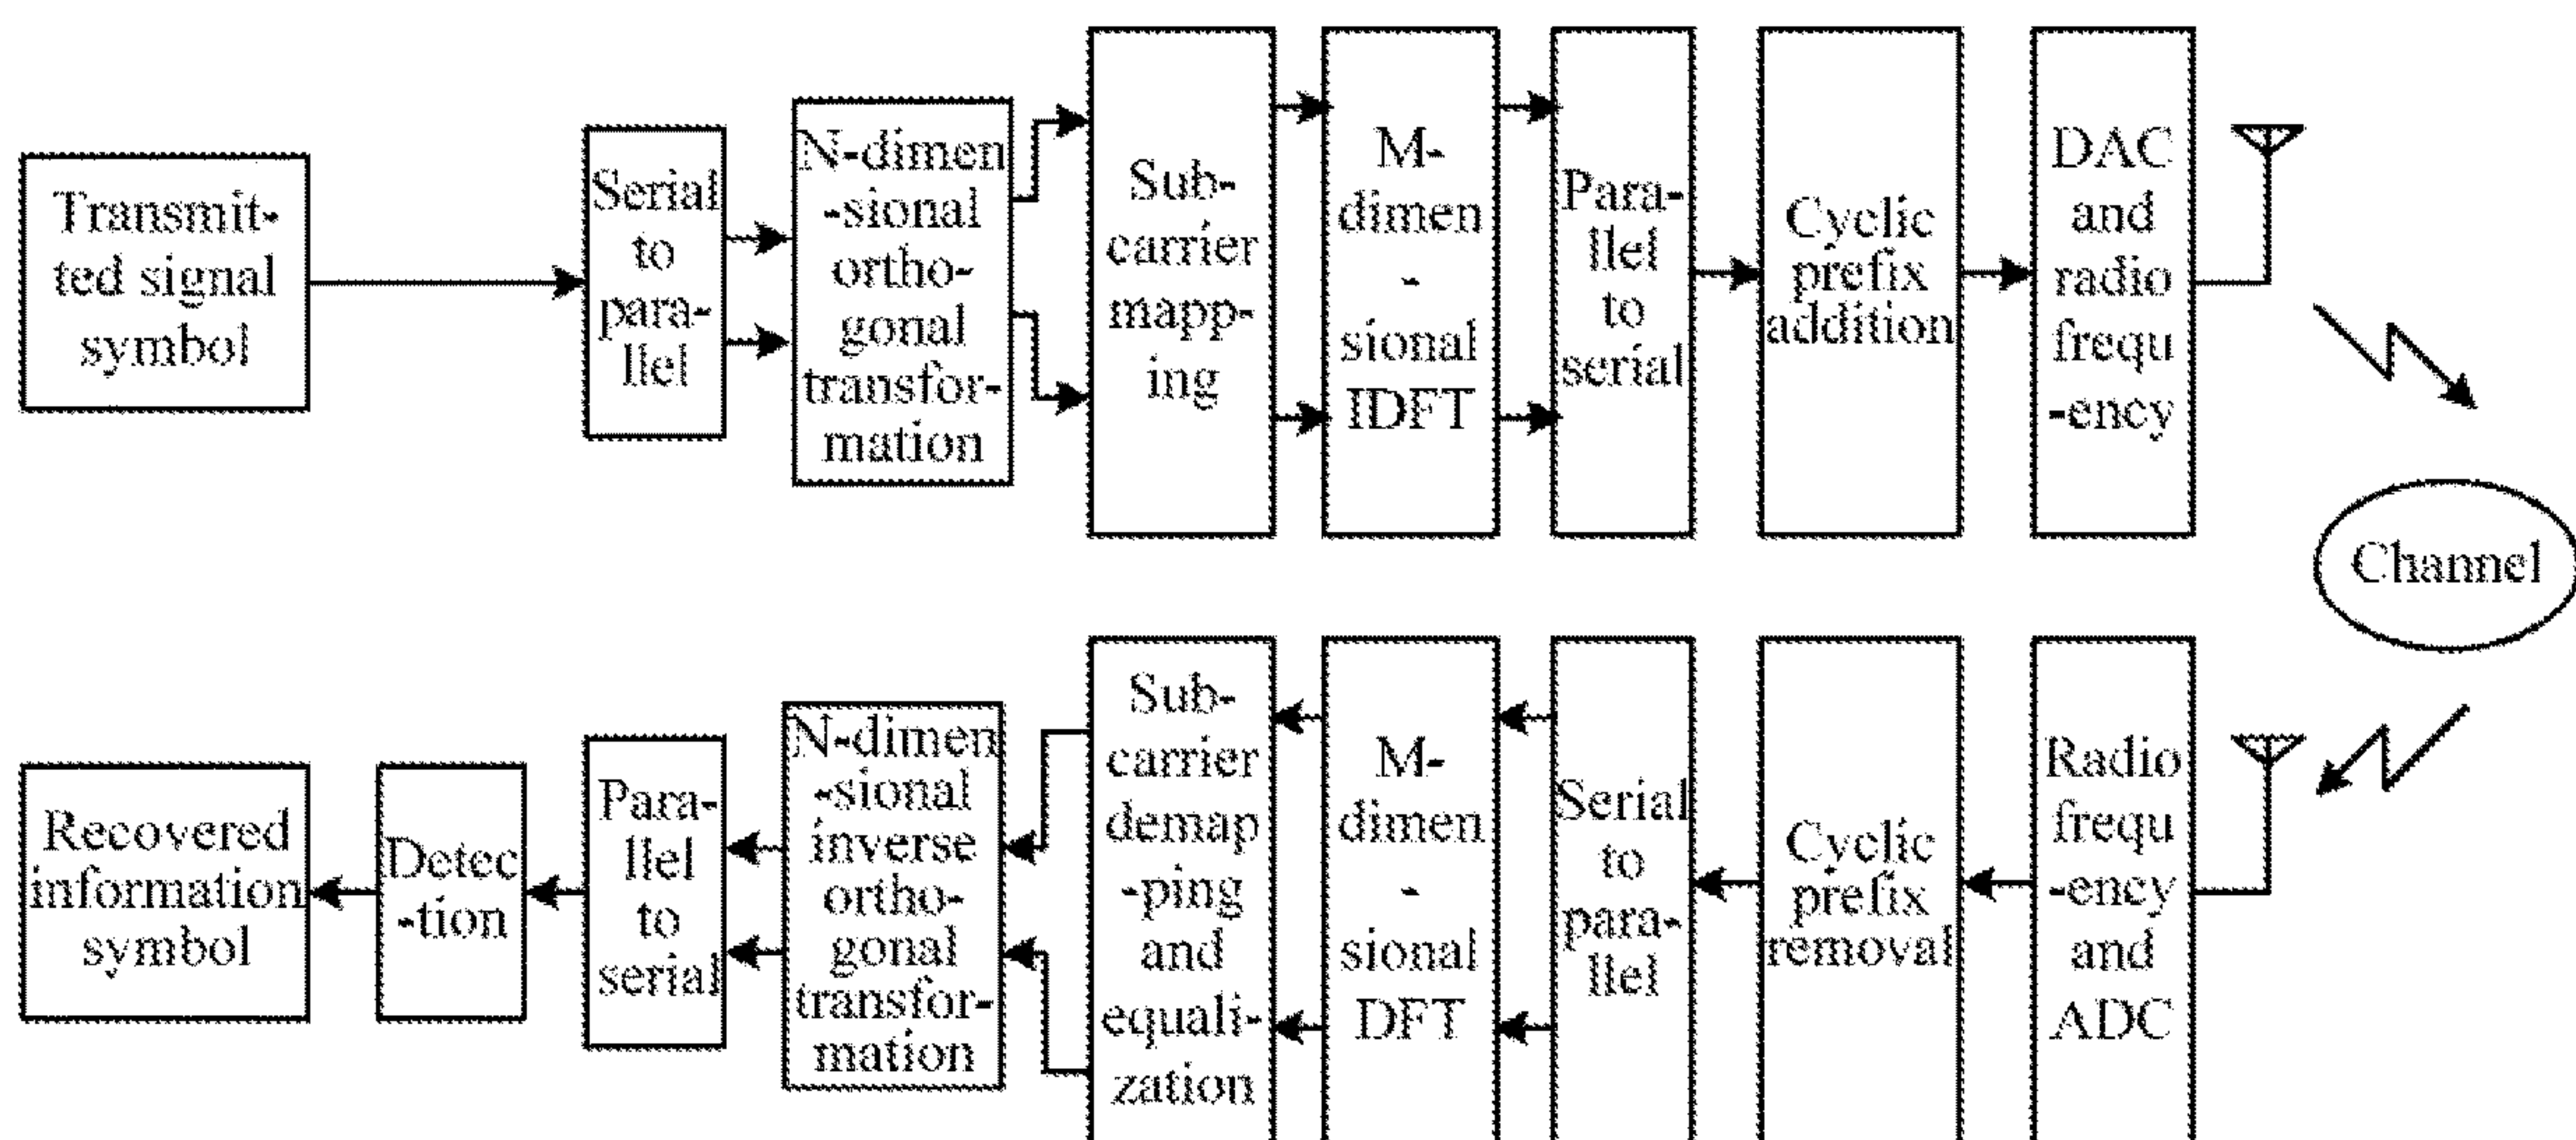 Transmit-
ted signal
symbol
Serial
to
para-
llel
N-dimen
-sional
ortho-
gonal
transfor-
mation
Sub-
carrier
mapp-
ing
M-
dimen
-
sional
IDFT
Para-
llel
to
serial
Cyclic
prefix
addition
DAC
and
radio
frequ
-ency
Channel
Recovered
information
symbol
Detec
-tion
Para-
llel
to
serial
N-dimen
-sional
inverse
ortho-
gonal
transfor-
mation
Sub-
carrier
demap
-ping
and
equali-
zation
M-
dimen
-
sional
DFT
Serial
to
para-
llel
Cyclic
prefix
removal
Radio
frequ
-ency
and
ADC